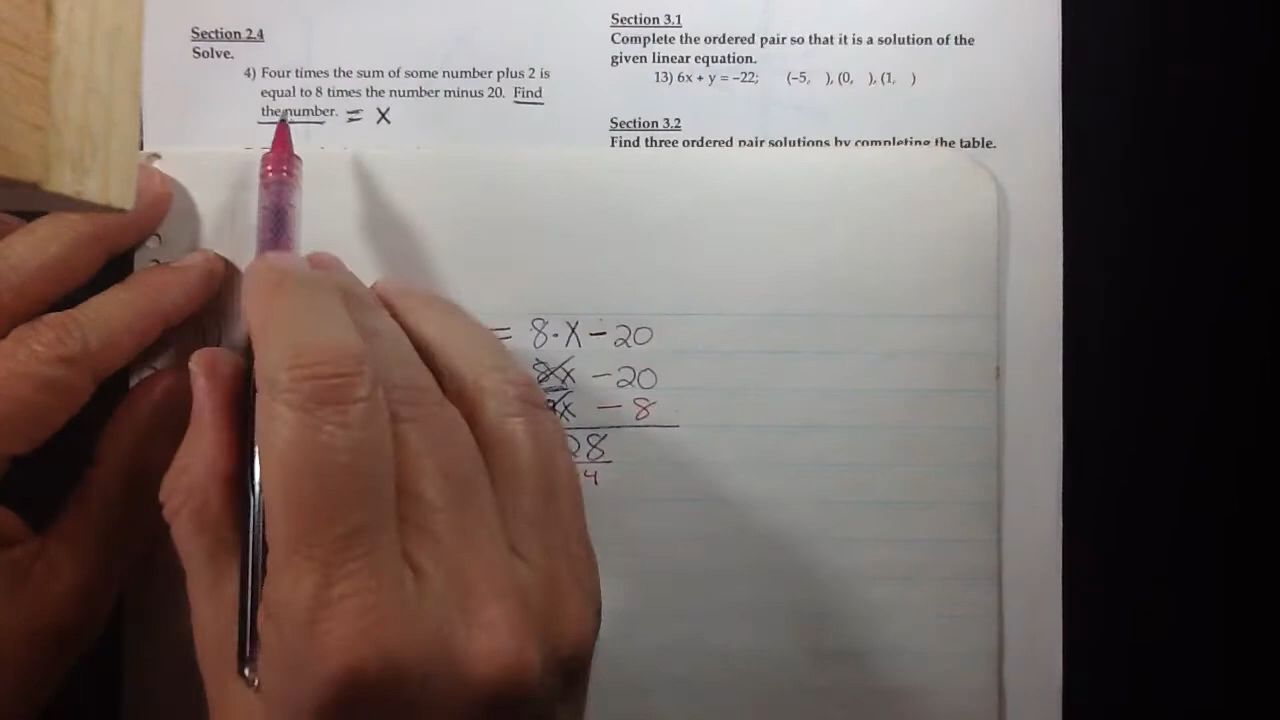 Section 2.4
Solve.
4) Four times the sum of some number plus 2 is
equal to 8 times the number minus 20. Find
the number. = X
Section 3.1
Complete the ordered pair so that it is a solution of the
given linear equation.
13) 6x + y = -22; (-5, ), (0, ), (1, )
Section 3.2
Find three ordered pair solutions by completing the table.
= 8·X - 20
8x - 20
- 8
28
4